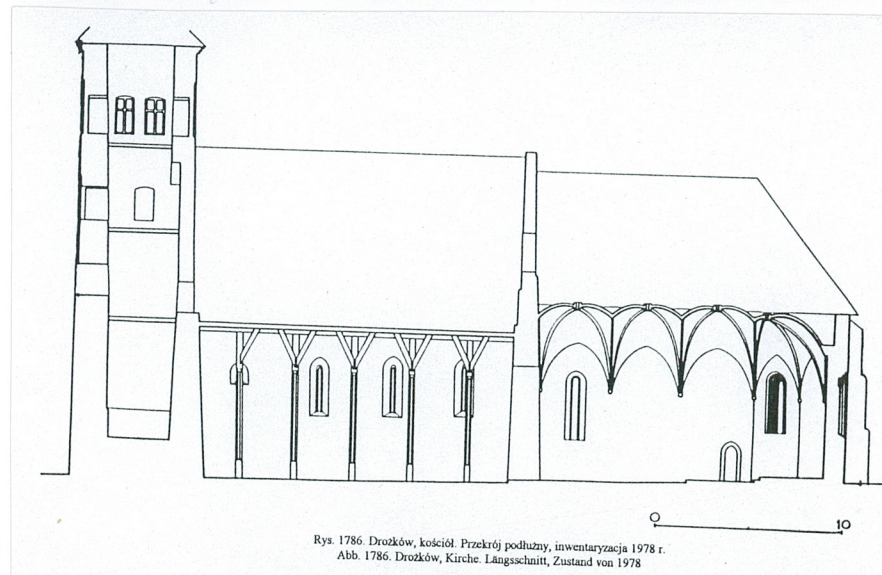 0 10
Rys. 1786. Drożków, kościół. Przekrój podłużny, inwentaryzacja 1978 r.
Abb. 1786. Drożków, Kirche. Längsschnitt, Zustand von 1978